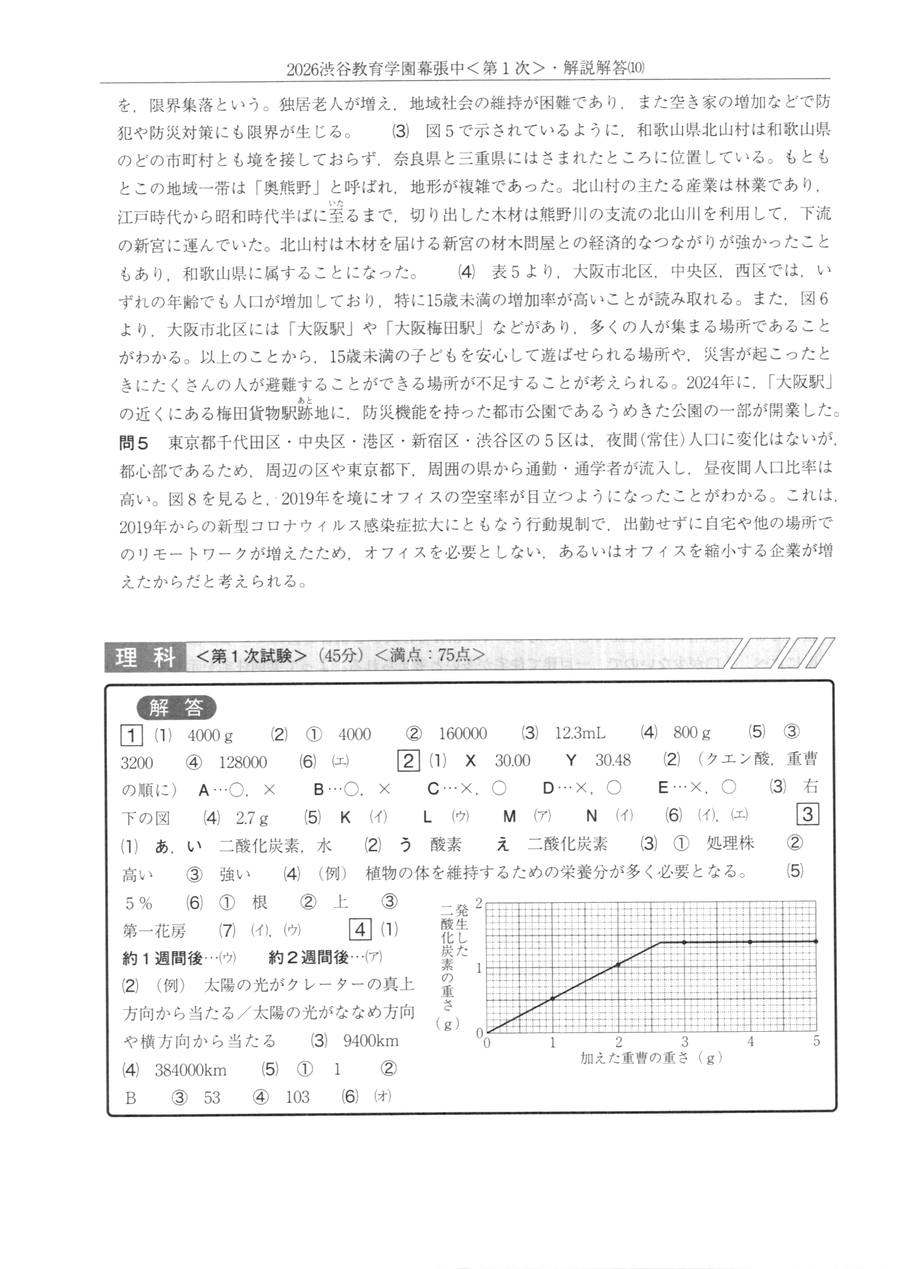 2026渋谷教育学園幕張中<第1次>・解説解答⑽
を，限界集落という。独居老人が増え，地域社会の維持が困難であり，また空き家の増加などで防
犯や防災対策にも限界が生じる。　⑶　図5で示されているように，和歌山県北山村は和歌山県
のどの市町村とも境を接しておらず，奈良県と三重県にはさまれたところに位置している。もとも
とこの地域一帯は「奥熊野」と呼ばれ，地形が複雑であった。北山村の主たる産業は林業であり，
江戸時代から昭和時代半ばに至るまで，切り出した木材は熊野川の支流の北山川を利用して，下流
いた
の新宮に運んでいた。北山村は木材を届ける新宮の材木問屋との経済的なつながりが強かったこと
もあり，和歌山県に属することになった。　⑷　表5より，大阪市北区，中央区，西区では，い
ずれの年齢でも人口が増加しており，特に15歳未満の増加率が高いことが読み取れる。また，図6
より，大阪市北区には「大阪駅」や「大阪梅田駅」などがあり，多くの人が集まる場所であること
がわかる。以上のことから，15歳未満の子どもを安心して遊ばせられる場所や，災害が起こったと
きにたくさんの人が避難することができる場所が不足することが考えられる。2024年に，「大阪駅」
の近くにある梅田貨物駅跡地に，防災機能を持った都市公園であるうめきた公園の一部が開業した。
あと
問5　東京都千代田区・中央区・港区・新宿区・渋谷区の5区は，夜間(常住)人口に変化はないが，
都心部であるため，周辺の区や東京都下，周囲の県から通勤・通学者が流入し，昼夜間人口比率は
高い。図8を見ると，2019年を境にオフィスの空室率が目立つようになったことがわかる。これは，
2019年からの新型コロナウィルス感染症拡大にともなう行動規制で，出勤せずに自宅や他の場所で
のリモートワークが増えたため，オフィスを必要としない，あるいはオフィスを縮小する企業が増
えたからだと考えられる。
理科　<第1次試験>（45分）<満点：75点>
解答
1　⑴　4000g　⑵　①　4000　②　160000　⑶　12.3mL　⑷　800g　⑸　③
3200　④　128000　⑹　㈓　2　⑴　X　30.00　Y　30.48　⑵　(クエン酸，重曹
の順に)　A…○，×　B…○，×　C…×，○　D…×，○　E…×，○　⑶　右
下の図　⑷　2.7g　⑸　K　(イ)　L　(ウ)　M　(ア)　N　(イ)　⑹　(イ)，(エ)　3
⑴　あ，い　二酸化炭素，水　⑵　う　酸素　え　二酸化炭素　⑶　①　処理株　②
高い　③　強い　⑷　(例)　植物の体を維持するための栄養分が多く必要となる。　⑸
5%　⑹　①　根　②　上　③
第一花房　⑺　(イ)，(ウ)　4　⑴
約1週間後…(ウ)　約2週間後…(ア)
⑵　(例)　太陽の光がクレーターの真上
方向から当たる／太陽の光がななめ方向
や横方向から当たる　⑶　9400km
⑷　384000km　⑸　①　1　②
B　③　53　④　103　⑹　(オ)
発生した
二酸化炭素の重さ
(g)
2
1
0
0　1　2　3　4　5
加えた重曹の重さ(g)